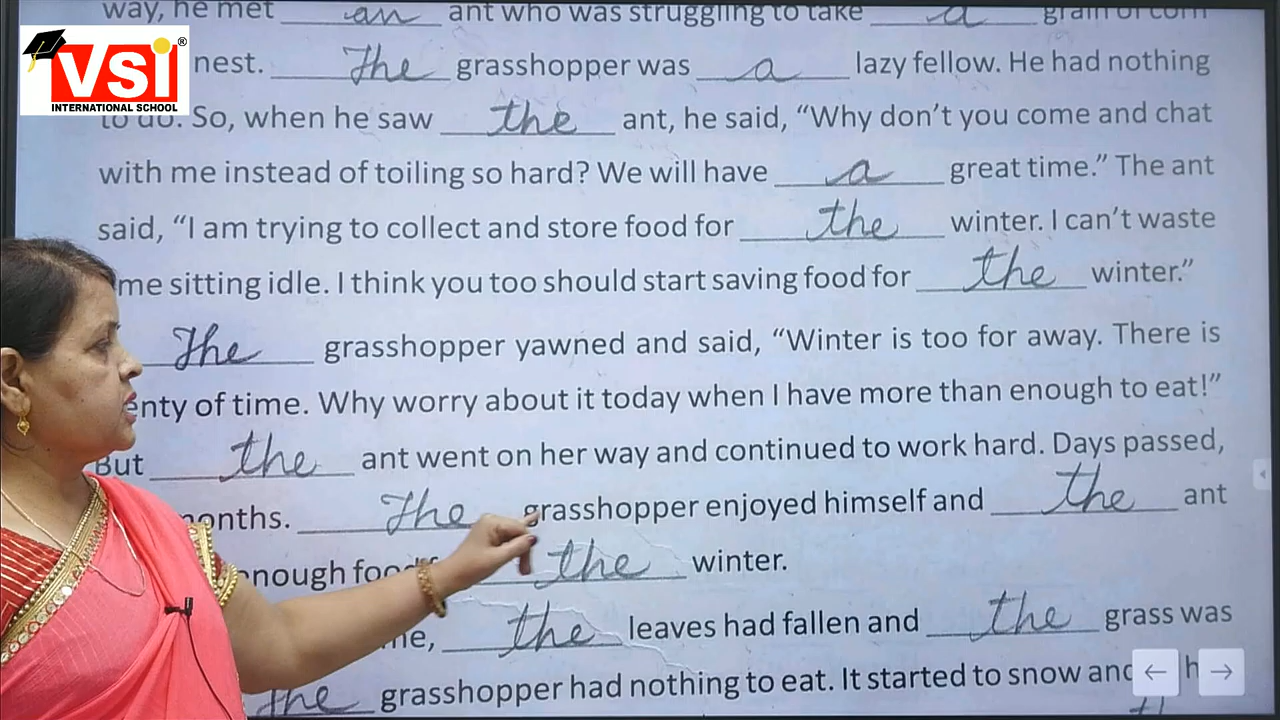 way, he met an ant who was struggling to take a grain of corn
VSI ®
INTERNATIONAL SCHOOL
nest. The grasshopper was a lazy fellow. He had nothing
to do. So, when he saw the ant, he said, “Why don’t you come and chat
with me instead of toiling so hard? We will have a great time.” The ant
said, “I am trying to collect and store food for the winter. I can’t waste
me sitting idle. I think you too should start saving food for the winter.”
The grasshopper yawned and said, “Winter is too for away. There is
enty of time. Why worry about it today when I have more than enough to eat!”
But the ant went on her way and continued to work hard. Days passed,
onths. The grasshopper enjoyed himself and the ant
nough foo the winter.
me, the leaves had fallen and the grass was
The grasshopper had nothing to eat. It started to snow and h